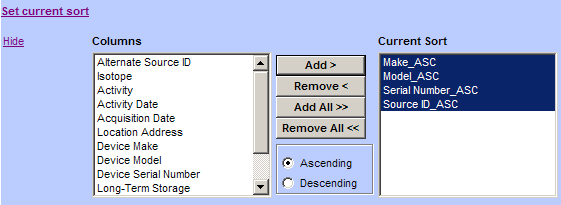 Set current sort
Hide
Columns
Alternate Source ID
Isotope
Activity
Activity Date
Acquisition Date
Location Address
Device Make
Device Model
Device Serial Number
Long-Term Storage
Add >
Remove <
Add All >>
Remove All <<
Ascending
Descending
Current Sort
Make_ASC
Model_ASC
Serial Number_ASC
Source ID_ASC